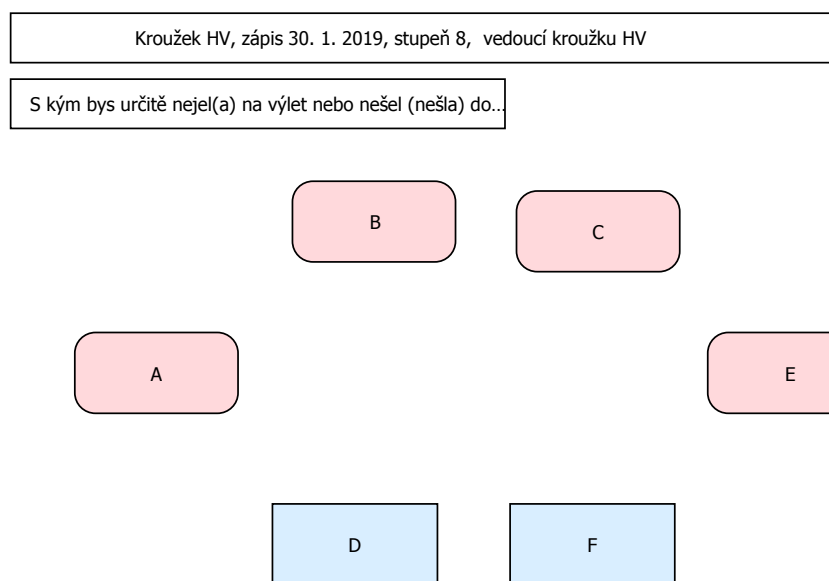 Kroužek HV, zápis 30. 1. 2019, stupeň 8,  vedoucí kroužku HV
S kým bys určitě nejel(a) na výlet nebo nešel (nešla) do…
B
C
A
E
D
F